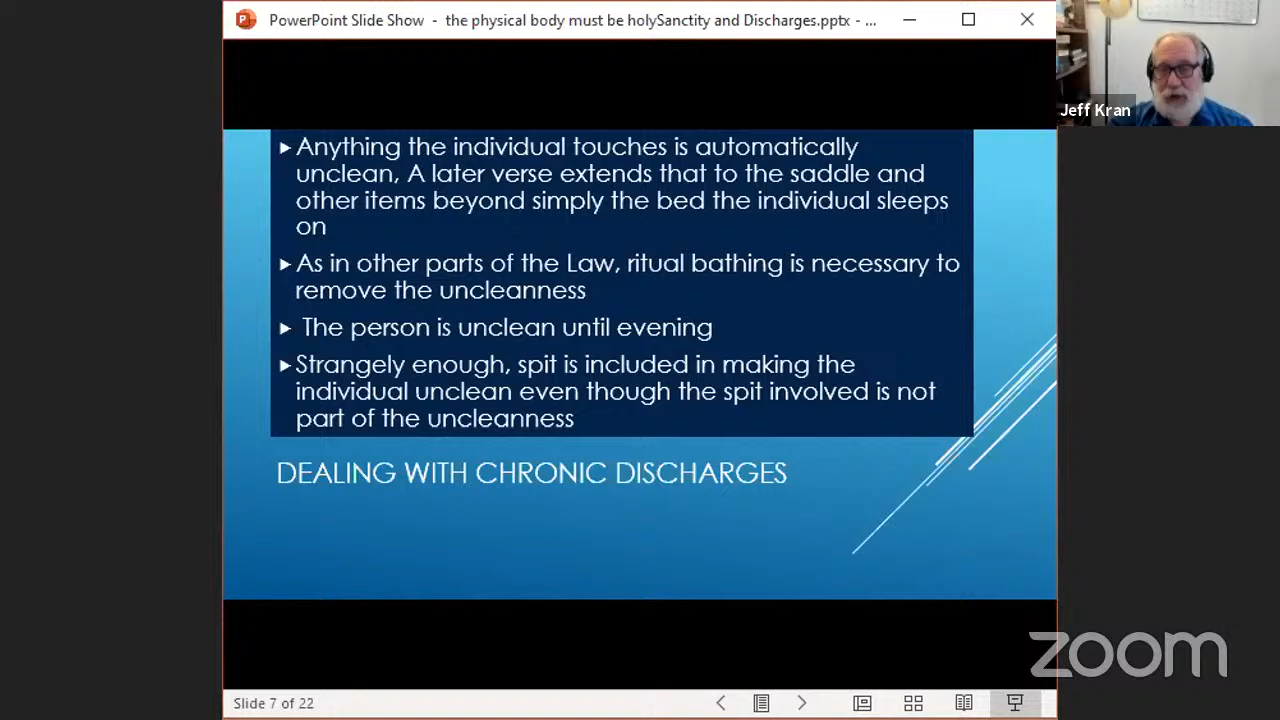 PowerPoint Slide Show - the physical body must be holySanctity and Discharges.pptx - ...
Jeff Kran
▸Anything the individual touches is automatically
unclean, A later verse extends that to the saddle and
other items beyond simply the bed the individual sleeps
on
▸As in other parts of the Law, ritual bathing is necessary to
remove the uncleanness
▸ The person is unclean until evening
▸Strangely enough, spit is included in making the
individual unclean even though the spit involved is not
part of the uncleanness
DEALING WITH CHRONIC DISCHARGES
zoom
Slide 7 of 22